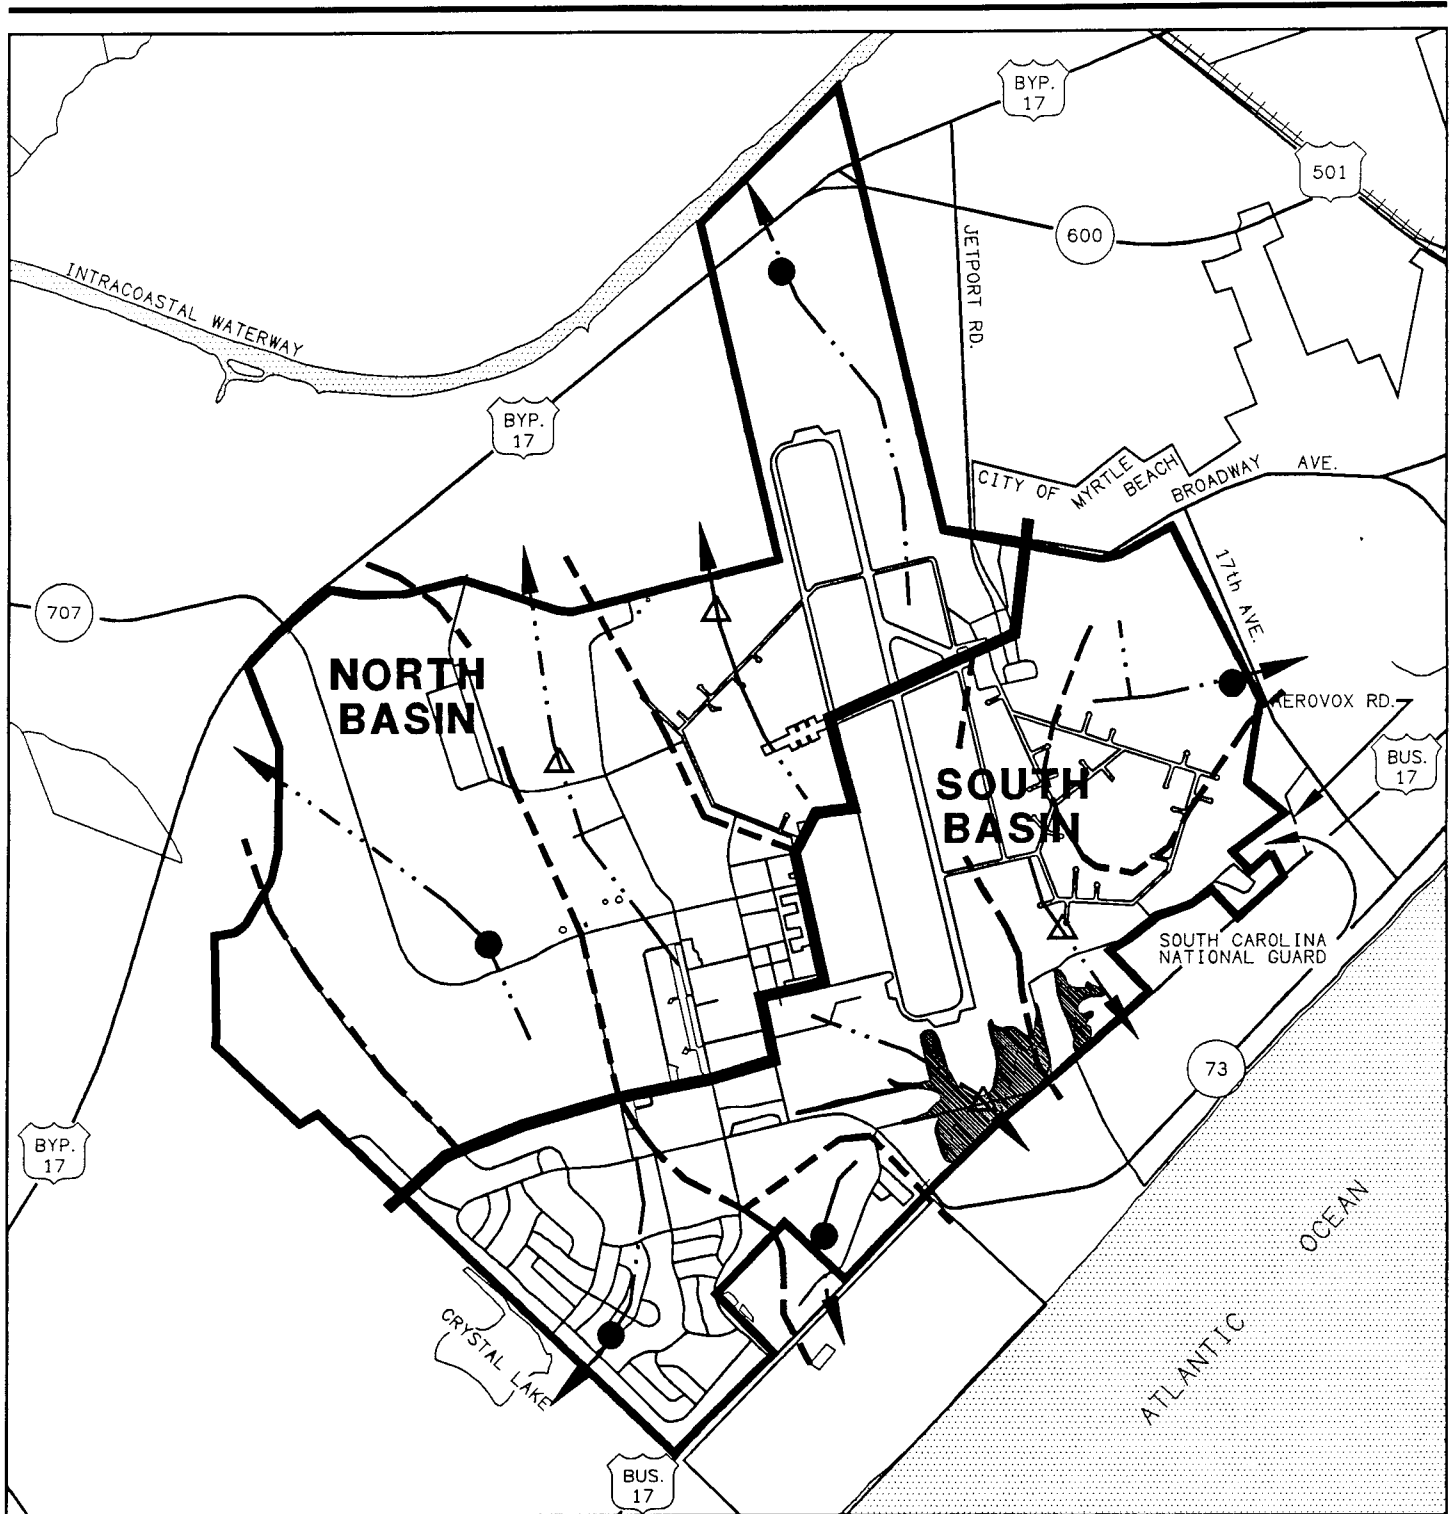 BYP.
17
501
600
JETPORT RD.
INTRACOASTAL WATERWAY
BYP.
17
CITY OF MYRTLE
BEACH
BROADWAY AVE.
17th AVE.
707
NORTH
BASIN
AEROVOX RD.
BUS.
17
SOUTH
BASIN
SOUTH CAROLINA
NATIONAL GUARD
73
BYP.
17
CRYSTAL LAKE
ATLANTIC OCEAN
BUS.
17